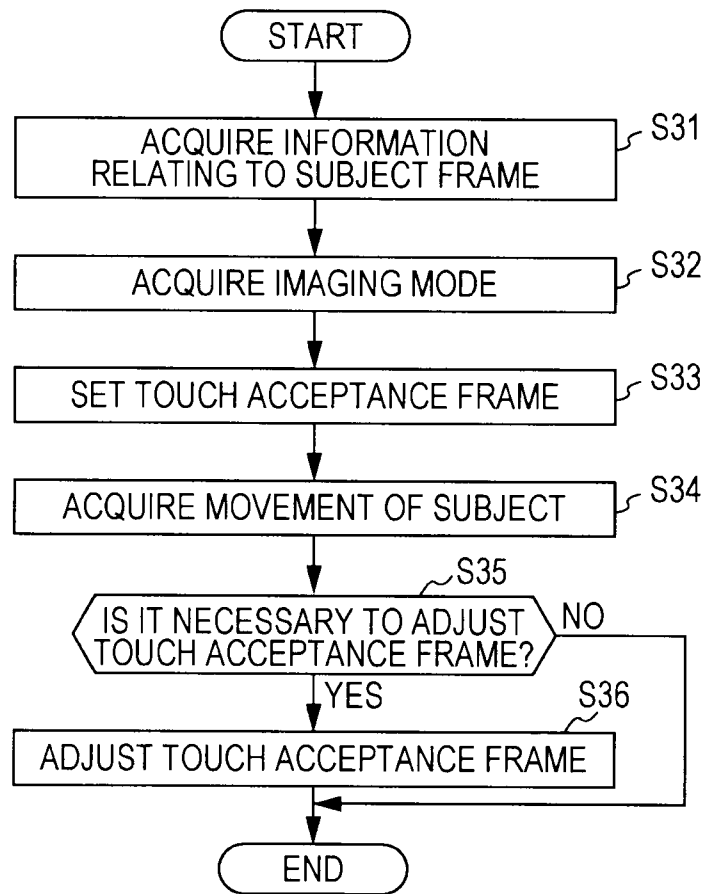 START
ACQUIRE INFORMATION
RELATING TO SUBJECT FRAME
S31
ACQUIRE IMAGING MODE
S32
SET TOUCH ACCEPTANCE FRAME
S33
ACQUIRE MOVEMENT OF SUBJECT
S34
S35
IS IT NECESSARY TO ADJUST
TOUCH ACCEPTANCE FRAME?
NO
YES
S36
ADJUST TOUCH ACCEPTANCE FRAME
END